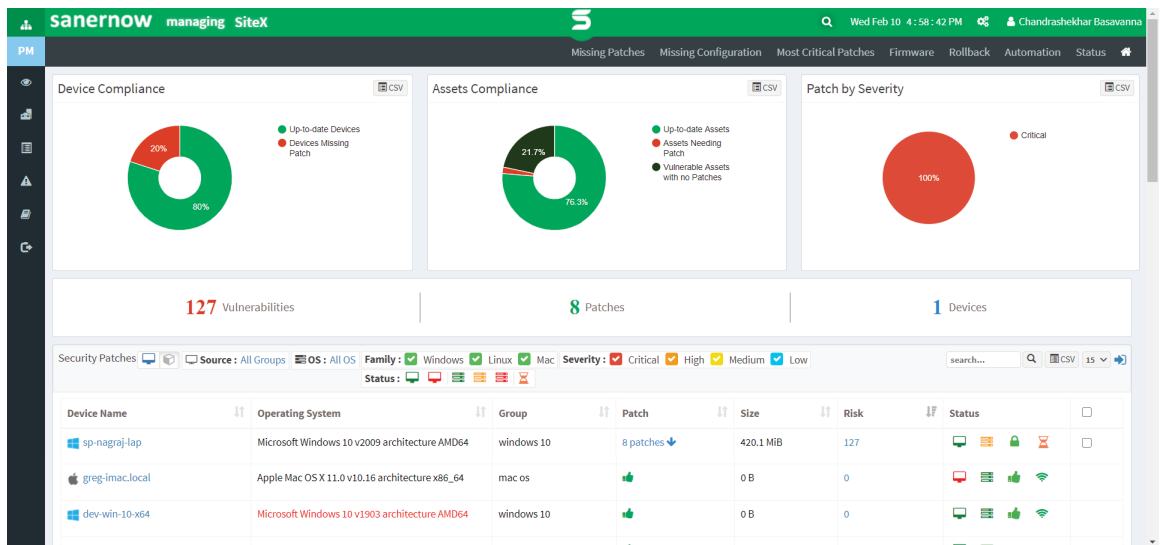 sanernow managing SiteX
Wed Feb 10 4 : 58 : 42 PM
Chandrashekhar Basavanna
PM
Missing Patches Missing Configuration Most Critical Patches Firmware Rollback Automation Status
Device Compliance
CSV
20%
80%
Up-to-date Devices
Devices Missing
Patch
Assets Compliance
CSV
21.7%
76.3%
Up-to-date Assets
Assets Needing
Patch
Vulnerable Assets
with no Patches
Patch by Severity
CSV
100%
Critical
127 Vulnerabilities
8 Patches
1 Devices
Security Patches Source : All Groups OS : All OS Family : Windows Linux Mac Severity : Critical High Medium Low search... CSV 15
Status :
Device Name Operating System Group Patch Size Risk Status
sp-nagraj-lap Microsoft Windows 10 v2009 architecture AMD64 windows 10 8 patches 420.1 MiB 127
greg-imac.local Apple Mac OS X 11.0 v10.16 architecture x86_64 mac os 0 B 0
dev-win-10-x64 Microsoft Windows 10 v1903 architecture AMD64 windows 10 0 B 0